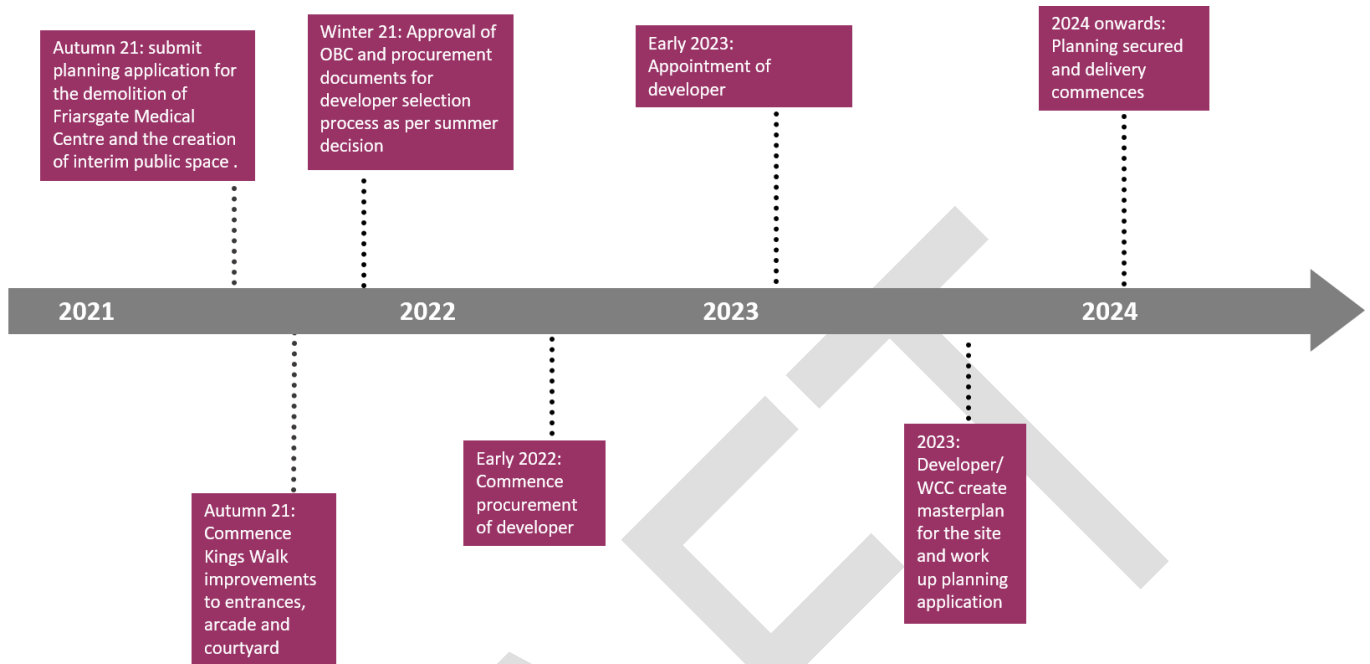 Autumn 21: submit
planning application for
the demolition of
Friarsgate Medical
Centre and the creation
of interim public space .
Winter 21: Approval of
OBC and procurement
documents for
developer selection
process as per summer
decision
Early 2023:
Appointment of
developer
2024 onwards:
Planning secured
and delivery
commences
2021
2022
2023
2024
Autumn 21:
Commence
Kings Walk
improvements
to entrances,
arcade and
courtyard
Early 2022:
Commence
procurement
of developer
2023:
Developer/
WCC create
masterplan
for the site
and work
up planning
application